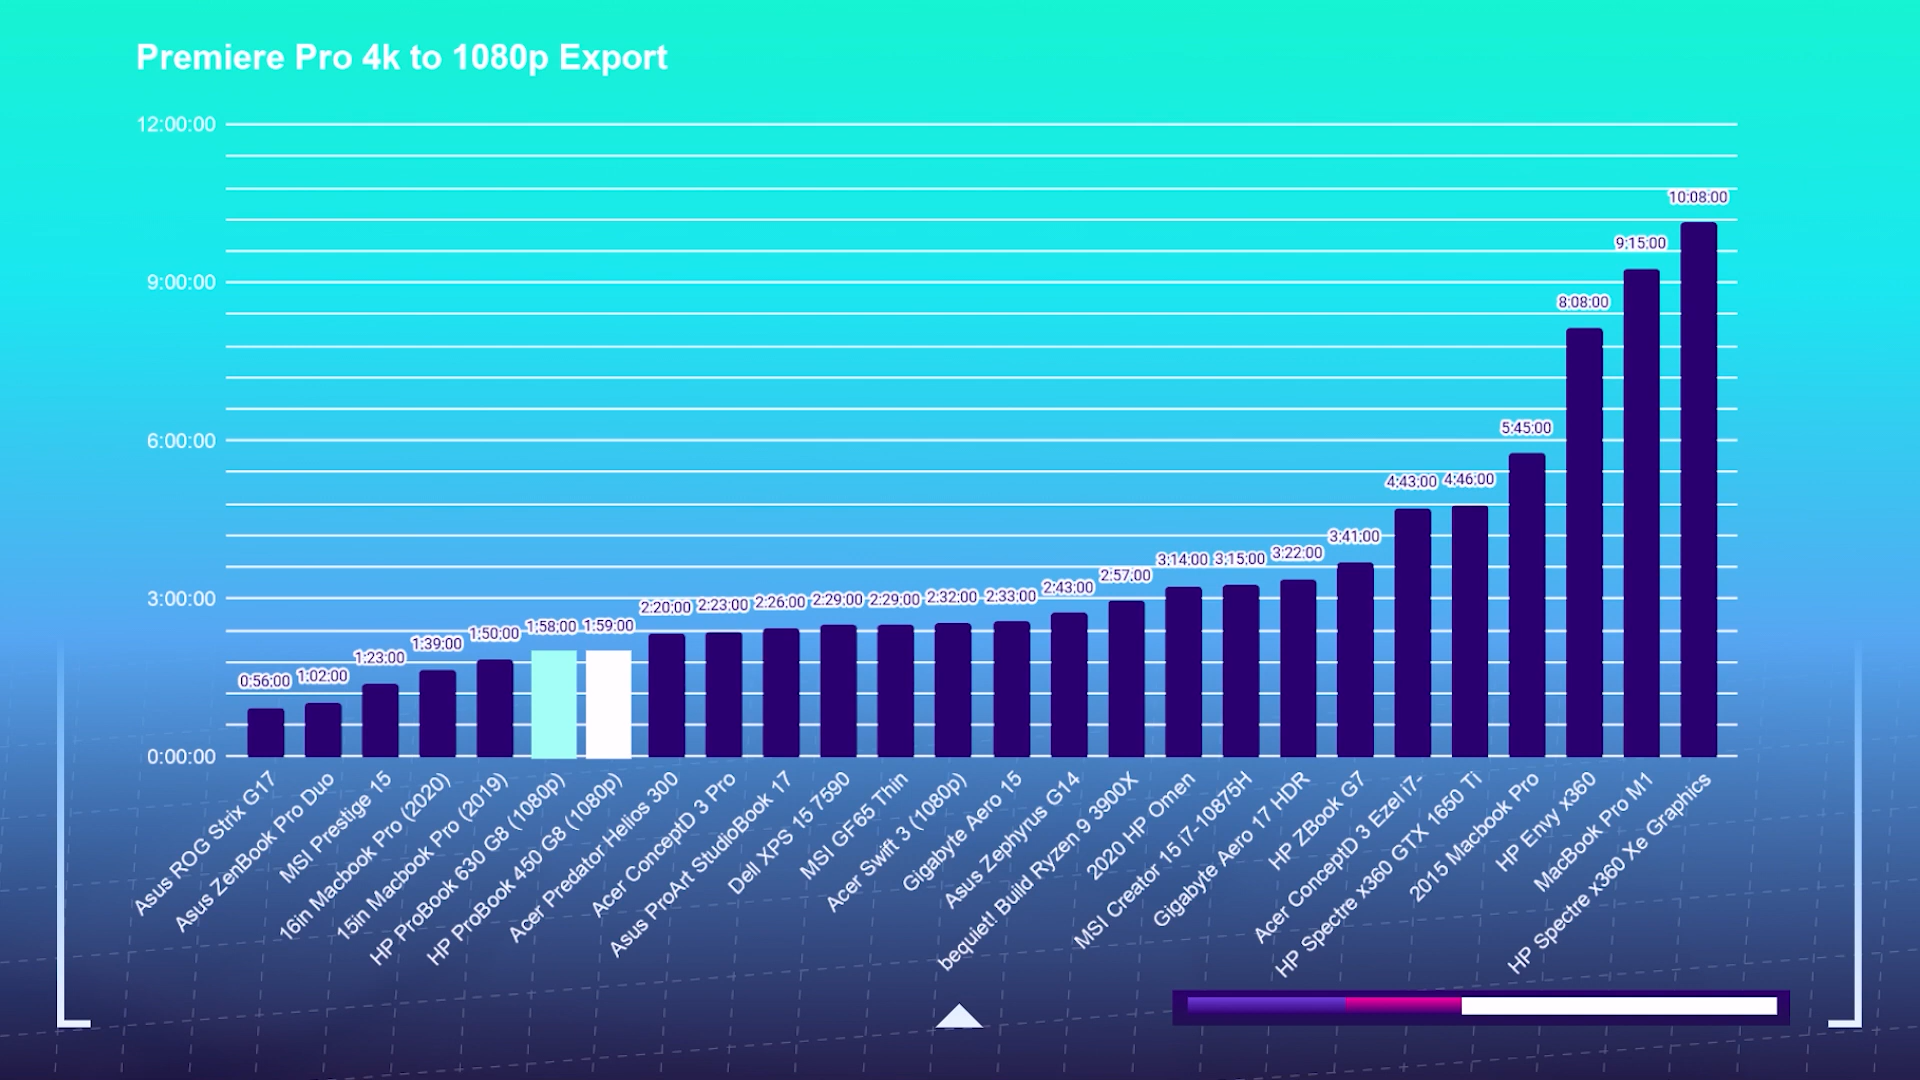 Premiere Pro 4k to 1080p Export
12:00:00
9:00:00
6:00:00
3:00:00
0:00:00
0:56:00
1:02:00
1:23:00
1:39:00
1:50:00
1:58:00
1:59:00
2:20:00
2:23:00
2:26:00
2:29:00
2:29:00
2:32:00
2:33:00
2:43:00
2:57:00
3:14:00
3:15:00
3:22:00
3:41:00
4:43:00
4:46:00
5:45:00
8:08:00
9:15:00
10:08:00
Asus ROG Strix G17
Asus ZenBook Pro Duo
MSI Prestige 15
16in Macbook Pro (2020)
15in Macbook Pro (2019)
HP ProBook 630 G8 (1080p)
HP ProBook 450 G8 (1080p)
Acer Predator Helios 300
Acer ConceptD 3 Pro
Asus ProArt StudioBook 17
Dell XPS 15 7590
MSI GF65 Thin
Acer Swift 3 (1080p)
Gigabyte Aero 15
Asus Zephyrus G14
bequiet! Build Ryzen 9 3900X
2020 HP Omen
MSI Creator 15 i7-10875H
Gigabyte Aero 17 HDR
HP ZBook G7
Acer ConceptD 3 Ezel i7-
HP Spectre x360 GTX 1650 Ti
2015 Macbook Pro
HP Envy x360
MacBook Pro M1
HP Spectre x360 Xe Graphics